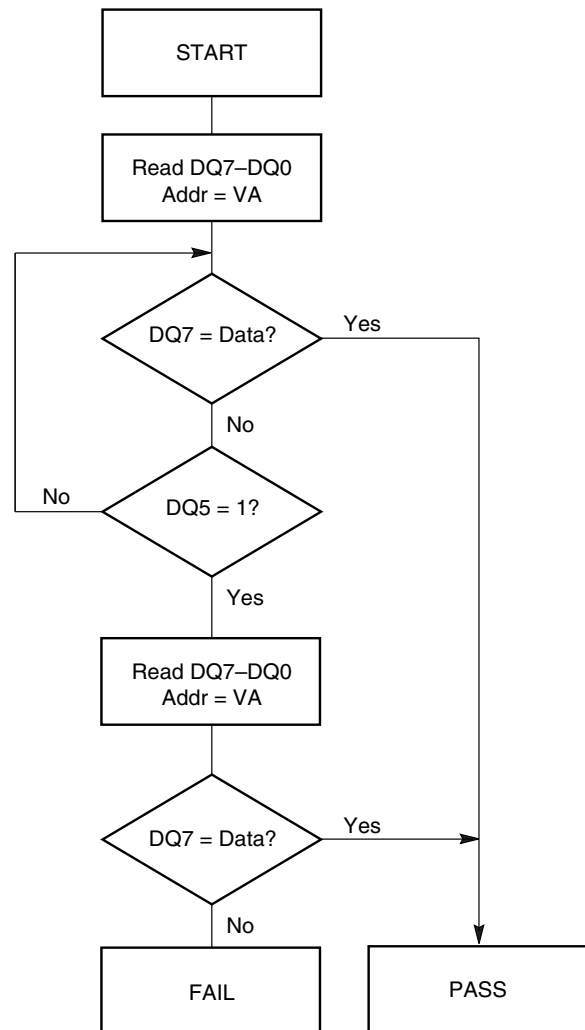 START
Read DQ7–DQ0
Addr = VA
DQ7 = Data?
Yes
No
No
DQ5 = 1?
Yes
Read DQ7–DQ0
Addr = VA
DQ7 = Data?
Yes
No
FAIL
PASS